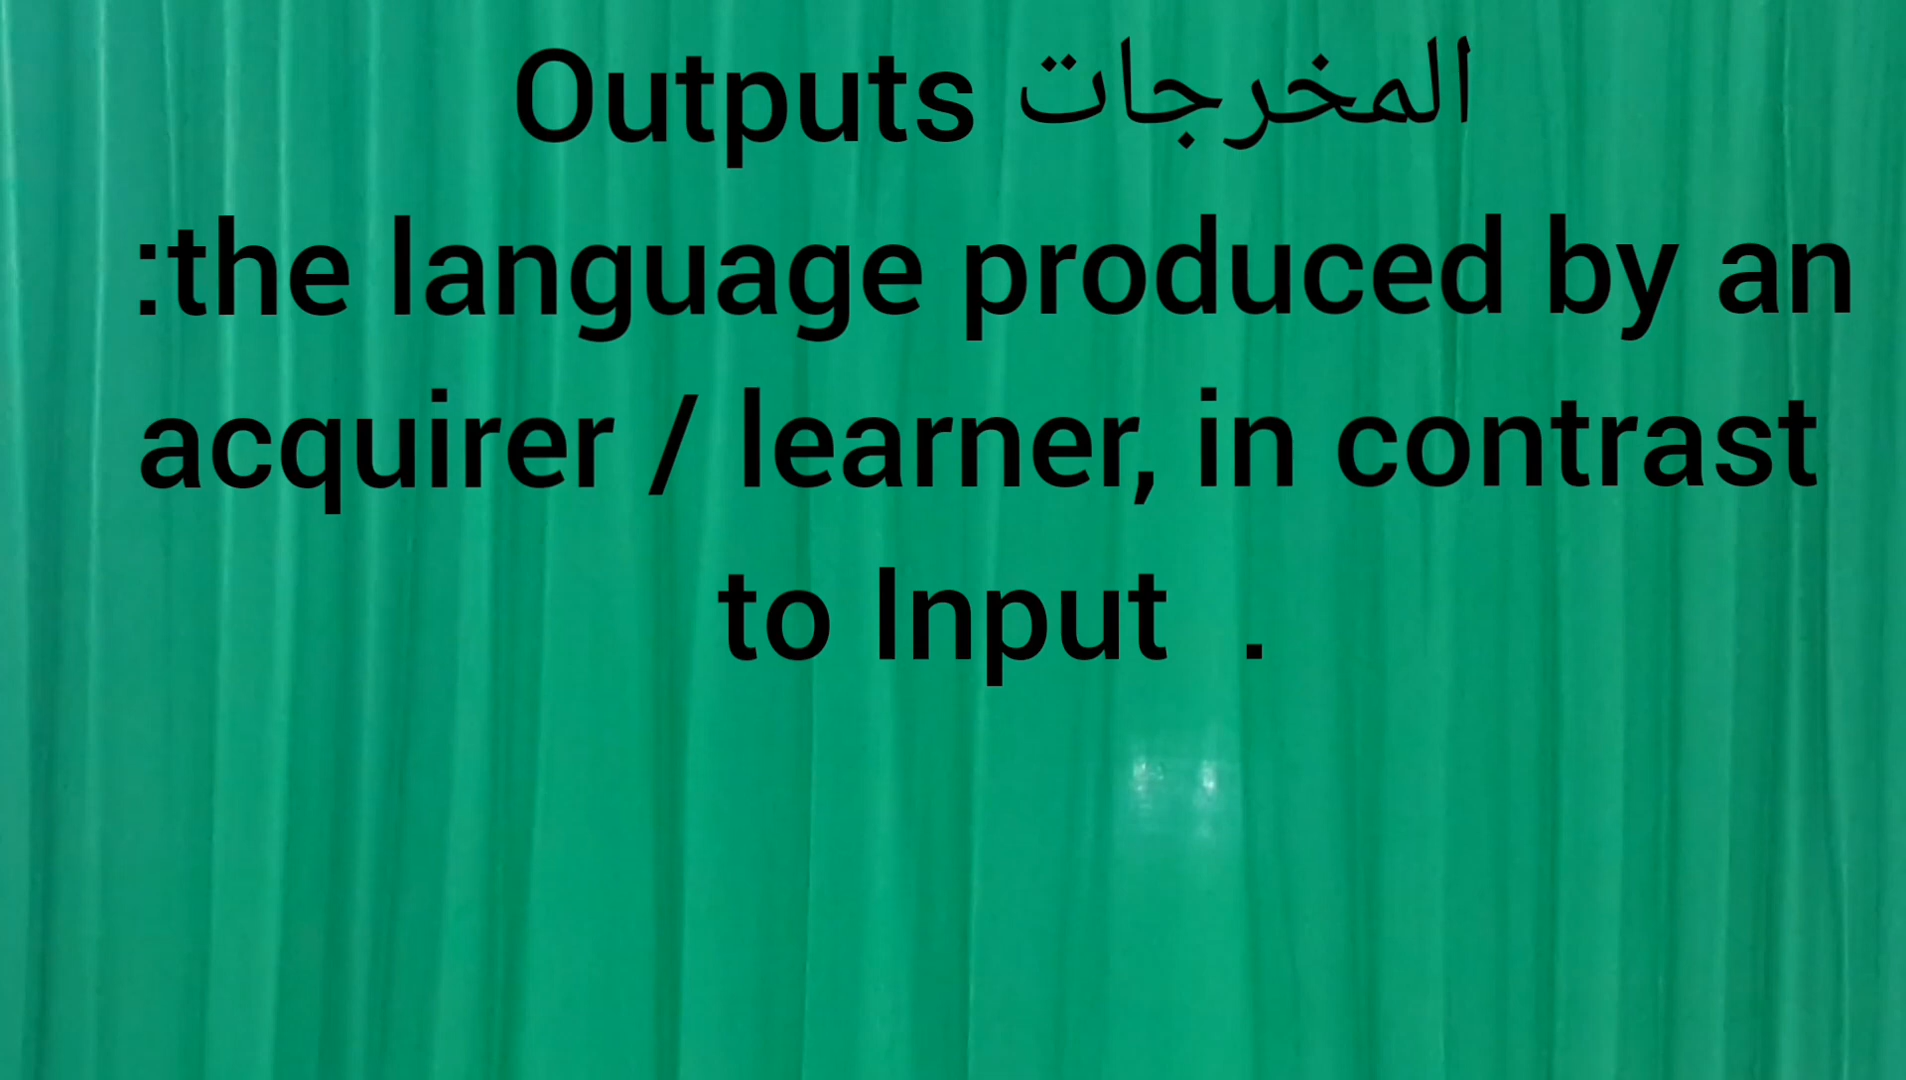 Outputs المخرجات
:the language produced by an
acquirer / learner, in contrast
to Input .